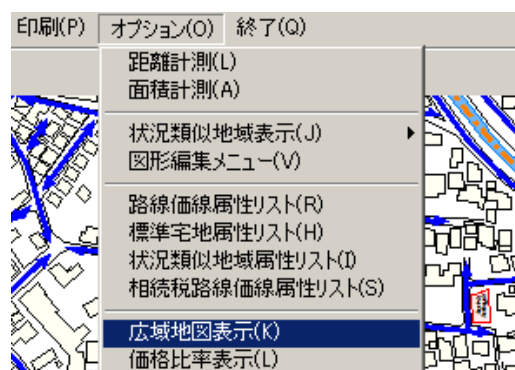 印刷(P) オプション(O) 終了(Q)
距離計測(L)
面積計測(A)
状況類似地域表示(J)
図形編集メニュー(V)
路線価線属性リスト(R)
標準宅地属性リスト(H)
状況類似地域属性リスト(I)
相続税路線価線属性リスト(S)
広域地図表示(K)
価格比率表示(L)